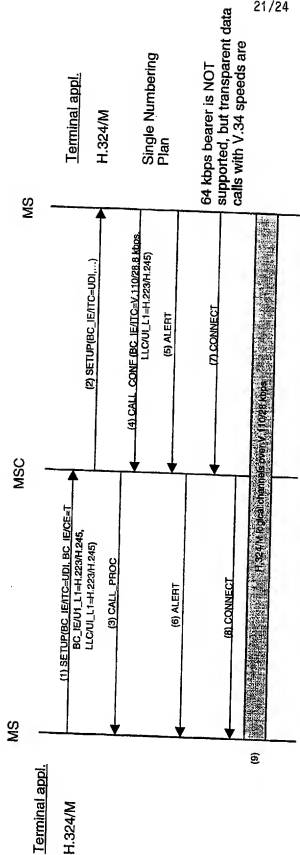 21/24
Terminal appl.
H.324/M
MS
MSC
MS
Terminal appl.
H.324/M
Single Numbering
Plan
64 kbps bearer is NOT
supported, but transparent data
calls with V.34 speeds are
(1) SETUP(BC_IE/ITC=UDI, BC_IE/CE=T
BC_IE/U1_L1=H.223/H.245,
LLC/UI_L1=H.223/H.245)
(2) SETUP(BC_IE/ITC=UDI,...)
(3) CALL_PROC
(4) CALL_CONF (BC_IE/ITC=V.110/28.8 kbps,
LLC/UI_L1=H.223/H.245)
(5) ALERT
(6) ALERT
(7) CONNECT
(8) CONNECT
(9)
H.324/M logical channels over V.110/28 kbps